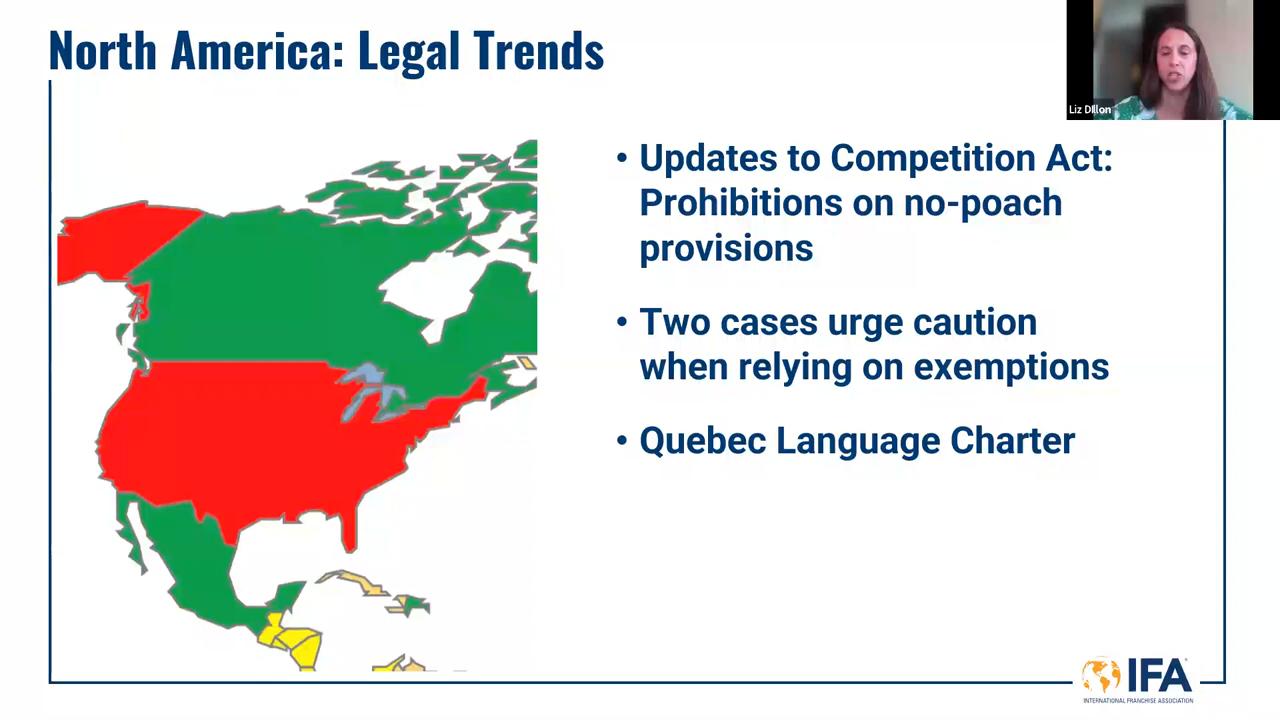 North America: Legal Trends
Liz Dillon
• Updates to Competition Act:
Prohibitions on no-poach
provisions
• Two cases urge caution
when relying on exemptions
• Quebec Language Charter
IFA
INTERNATIONAL FRANCHISE ASSOCIATION